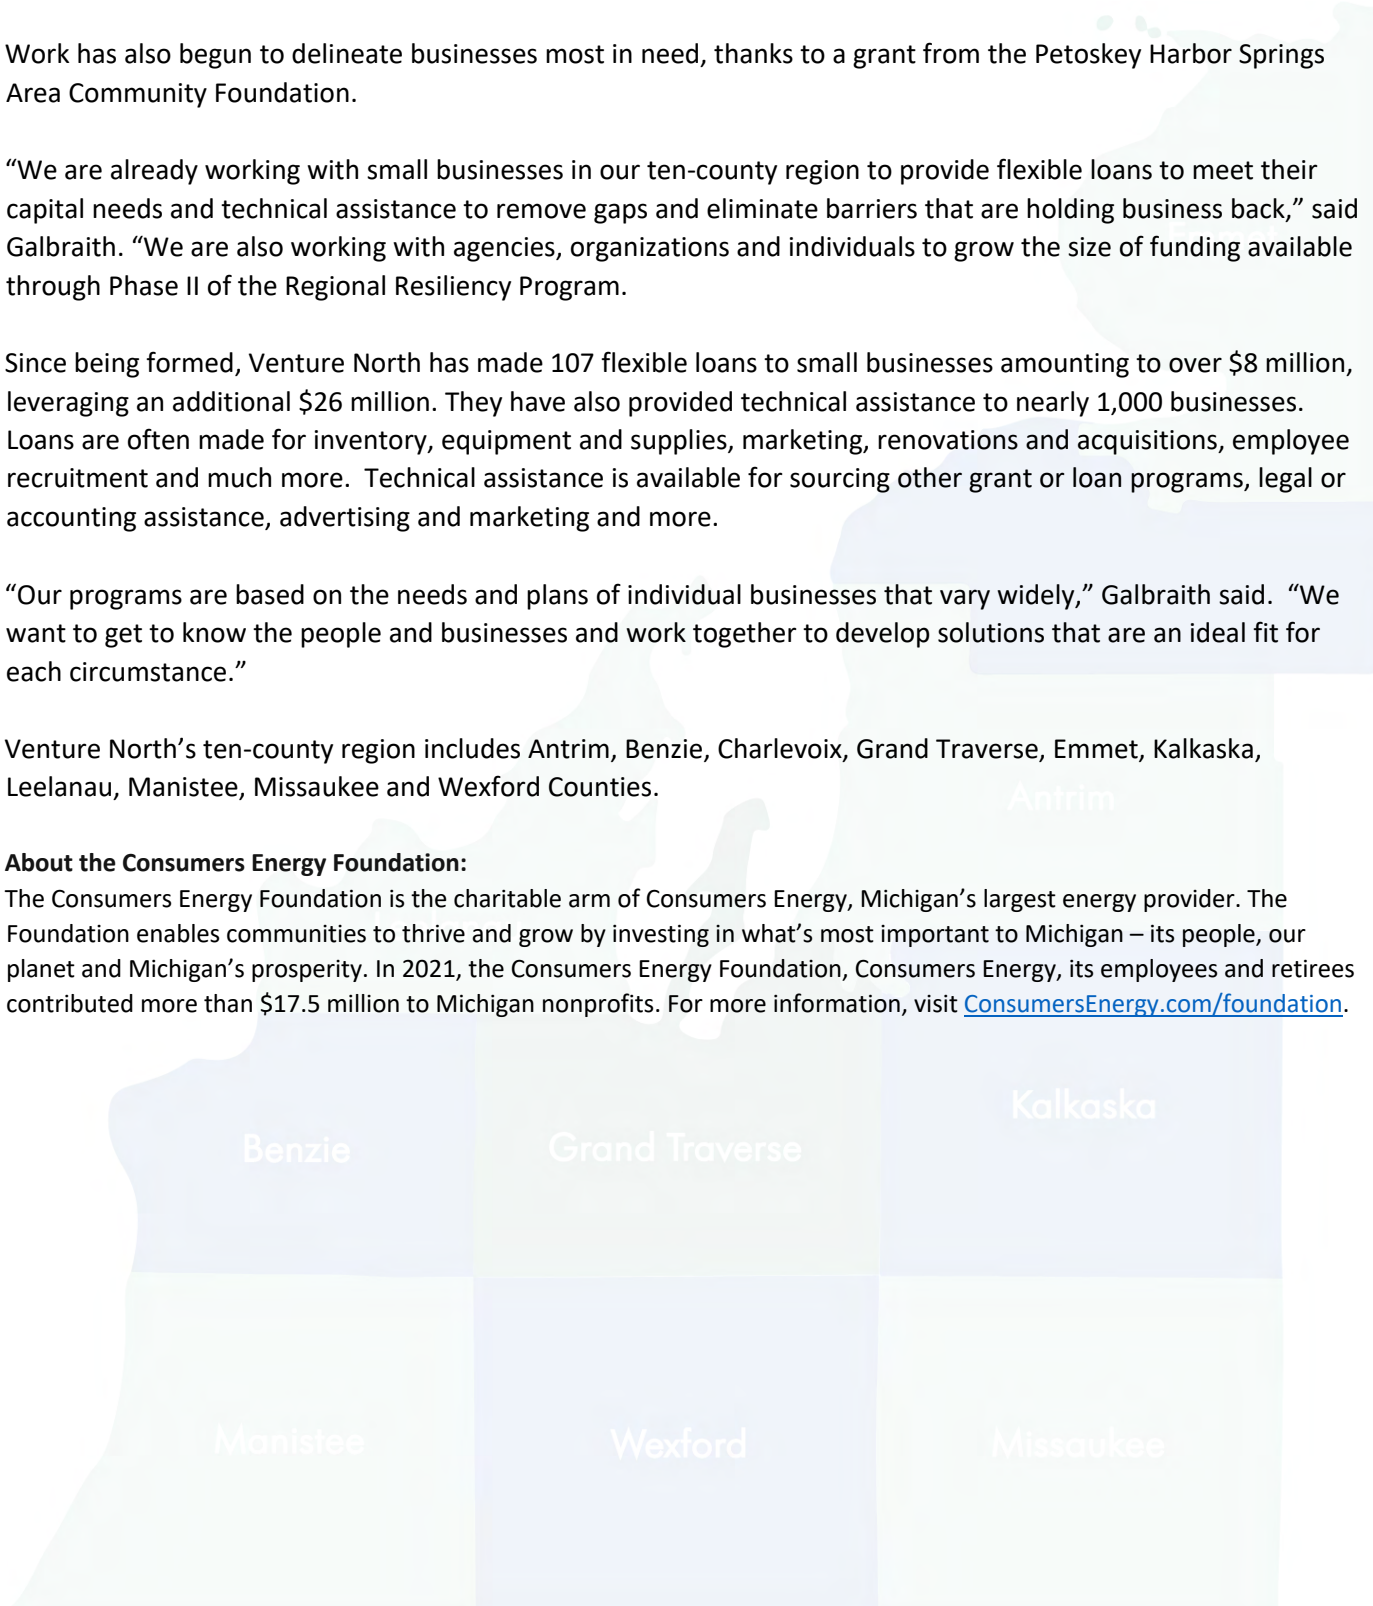 Work has also begun to delineate businesses most in need, thanks to a grant from the Petoskey Harbor Springs
Area Community Foundation.
“We are already working with small businesses in our ten-county region to provide flexible loans to meet their
capital needs and technical assistance to remove gaps and eliminate barriers that are holding business back,” said
Galbraith. “We are also working with agencies, organizations and individuals to grow the size of funding available
through Phase II of the Regional Resiliency Program.
Emmet
Since being formed, Venture North has made 107 flexible loans to small businesses amounting to over $8 million,
leveraging an additional $26 million. They have also provided technical assistance to nearly 1,000 businesses.
Loans are often made for inventory, equipment and supplies, marketing, renovations and acquisitions, employee
recruitment and much more.  Technical assistance is available for sourcing other grant or loan programs, legal or
accounting assistance, advertising and marketing and more.
“Our programs are based on the needs and plans of individual businesses that vary widely,” Galbraith said.  “We
want to get to know the people and businesses and work together to develop solutions that are an ideal fit for
each circumstance.”
Venture North’s ten-county region includes Antrim, Benzie, Charlevoix, Grand Traverse, Emmet, Kalkaska,
Leelanau, Manistee, Missaukee and Wexford Counties.
Antrim
About the Consumers Energy Foundation:
The Consumers Energy Foundation is the charitable arm of Consumers Energy, Michigan’s largest energy provider. The
Foundation enables communities to thrive and grow by investing in what’s most important to Michigan – its people, our
planet and Michigan’s prosperity. In 2021, the Consumers Energy Foundation, Consumers Energy, its employees and retirees
contributed more than $17.5 million to Michigan nonprofits. For more information, visit ConsumersEnergy.com/foundation.
Kalkaska
Benzie
Grand Traverse
Manistee
Wexford
Missaukee